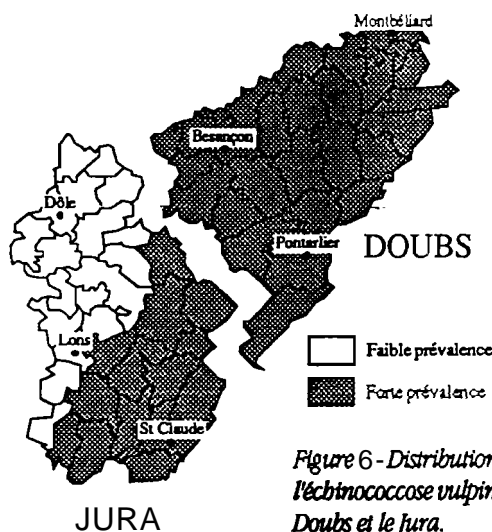 Montbéliard
Besançon
Dôle
Pontarlier
DOUBS
Lons
Faible prévalence
Forte prévalence
St Claude
Figure 6 - Distribution
l'échinococcose vulpin
Doubs et le Jura.
JURA